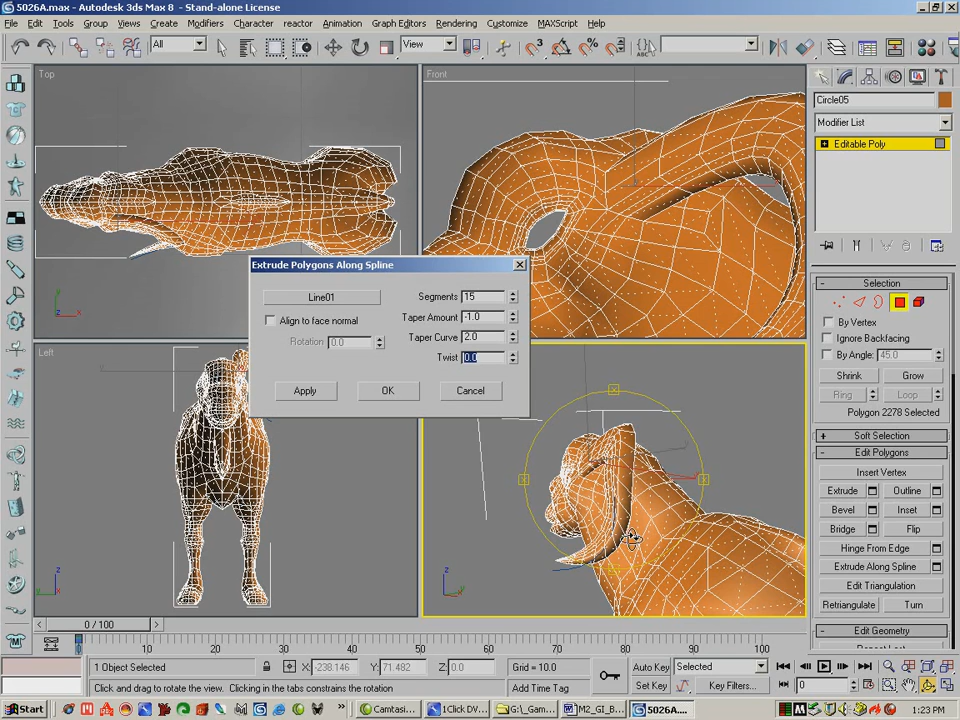 5026A.max - Autodesk 3ds Max 8 - Stand-alone License
File Edit Tools Group Views Create Modifiers Character reactor Animation Graph Editors Rendering Customize MAXScript Help
All
View
3
ABC
Top
Front
Left
Extrude Polygons Along Spline
Line01
Segments 15
Align to face normal
Taper Amount -1.0
Rotation 0.0
Taper Curve 2.0
Twist 0.0
Apply OK Cancel
Circle05
Modifier List
Editable Poly
Selection
By Vertex
Ignore Backfacing
By Angle: 45.0
Shrink Grow
Ring Loop
Polygon 2278 Selected
Soft Selection
Edit Polygons
Insert Vertex
Extrude Outline
Bevel Inset
Bridge Flip
Hinge From Edge
Extrude Along Spline
Edit Triangulation
Retriangulate Turn
Edit Geometry
0 / 100
10 20 30 40 50 60 70 80 90 100
1 Object Selected X: -238.146 Y: 71.482 Z: 0.0 Grid = 10.0
Auto Key Selected
Click and drag to rotate the view. Clicking in the tabs constrains the rotation
Add Time Tag
Set Key Key Filters...
0
Start
Camtasi...
1Click DV...
G:\_Gam...
M2_GI_B...
5026A....
1:23 PM